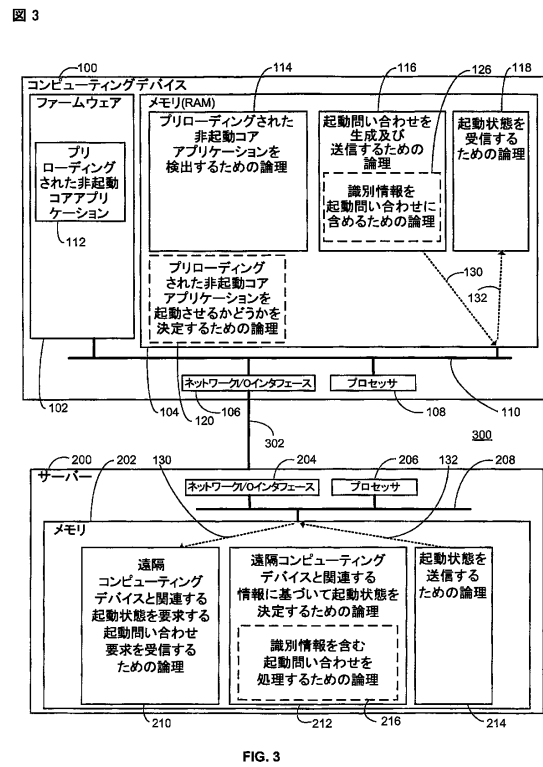 図 3
100
コンピューティングデバイス
ファームウェア
プリ
ローディング
された非起動
コアアプリ
ケーション
112
102
メモリ(RAM)
114
プリローディングされた
非起動コア
アプリケーションを
検出するための論理
116
起動問い合わせを
生成及び
送信するための
論理
126
識別情報を
起動問い合わせに
含めるための論理
118
起動状態を
受信する
ための論理
プリローディング
された非起動コア
アプリケーションを
起動させるかどうかを
決定するための論理
130
132
104
120
ネットワークI/Oインタフェース
106
プロセッサ
108
110
302
300
200
サーバー
202
130
ネットワークI/Oインタフェース
204
プロセッサ
206
132
208
メモリ
遠隔
コンピューティング
デバイスと関連する
起動状態を要求する
起動問い合わせ
要求を受信する
ための論理
210
遠隔コンピューティング
デバイスと関連する
情報に基づいて起動状態を
決定するための論理
識別情報を含む
起動問い合わせを
処理するための論理
212
216
起動状態を
送信する
ための論理
214
FIG. 3